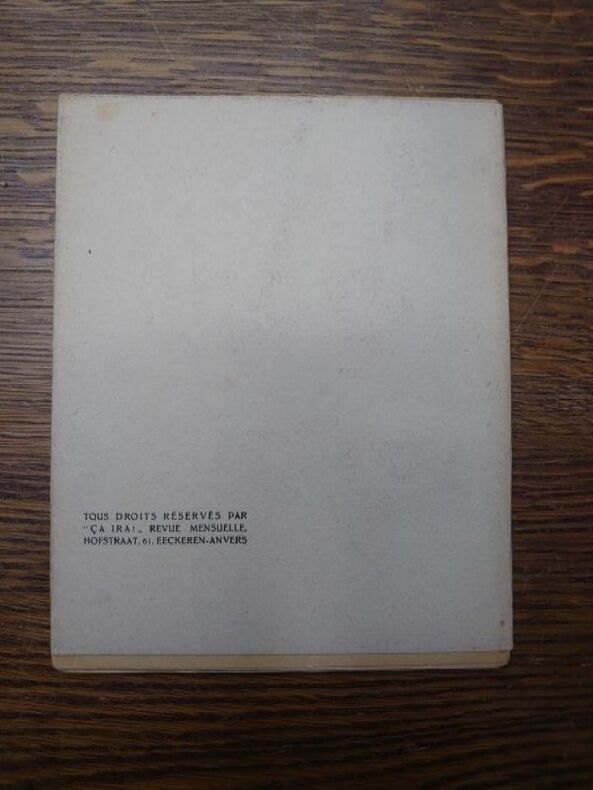 TOUS DROITS RÉSERVÉS PAR
"ÇA IRA!„ REVUE MENSUELLE,
HOFSTRAAT, 61, EECKEREN-ANVERS